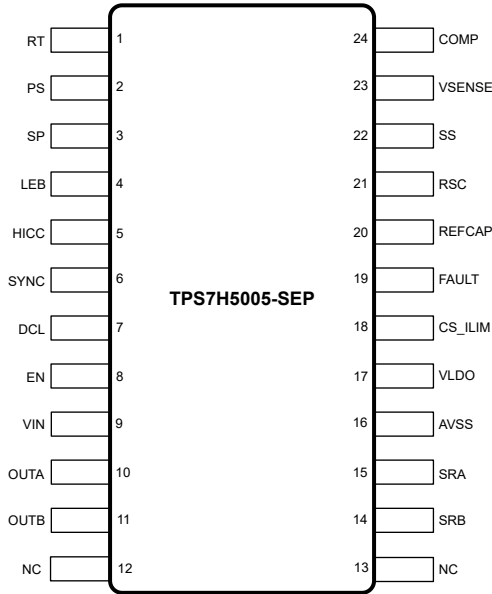 RT 1 24 COMP
PS 2 23 VSENSE
SP 3 22 SS
LEB 4 21 RSC
HICC 5 20 REFCAP
SYNC 6 19 FAULT
TPS7H5005-SEP
DCL 7 18 CS_ILIM
EN 8 17 VLDO
VIN 9 16 AVSS
OUTA 10 15 SRA
OUTB 11 14 SRB
NC 12 13 NC